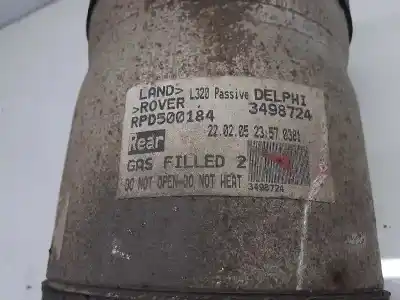 LAND> L320 Passive DELPHI
>ROVER 3498724
RPD500184
22.02.05 23:57 0381
Rear
GAS FILLED 2
DO NOT OPEN-DO NOT HEAT 3498724